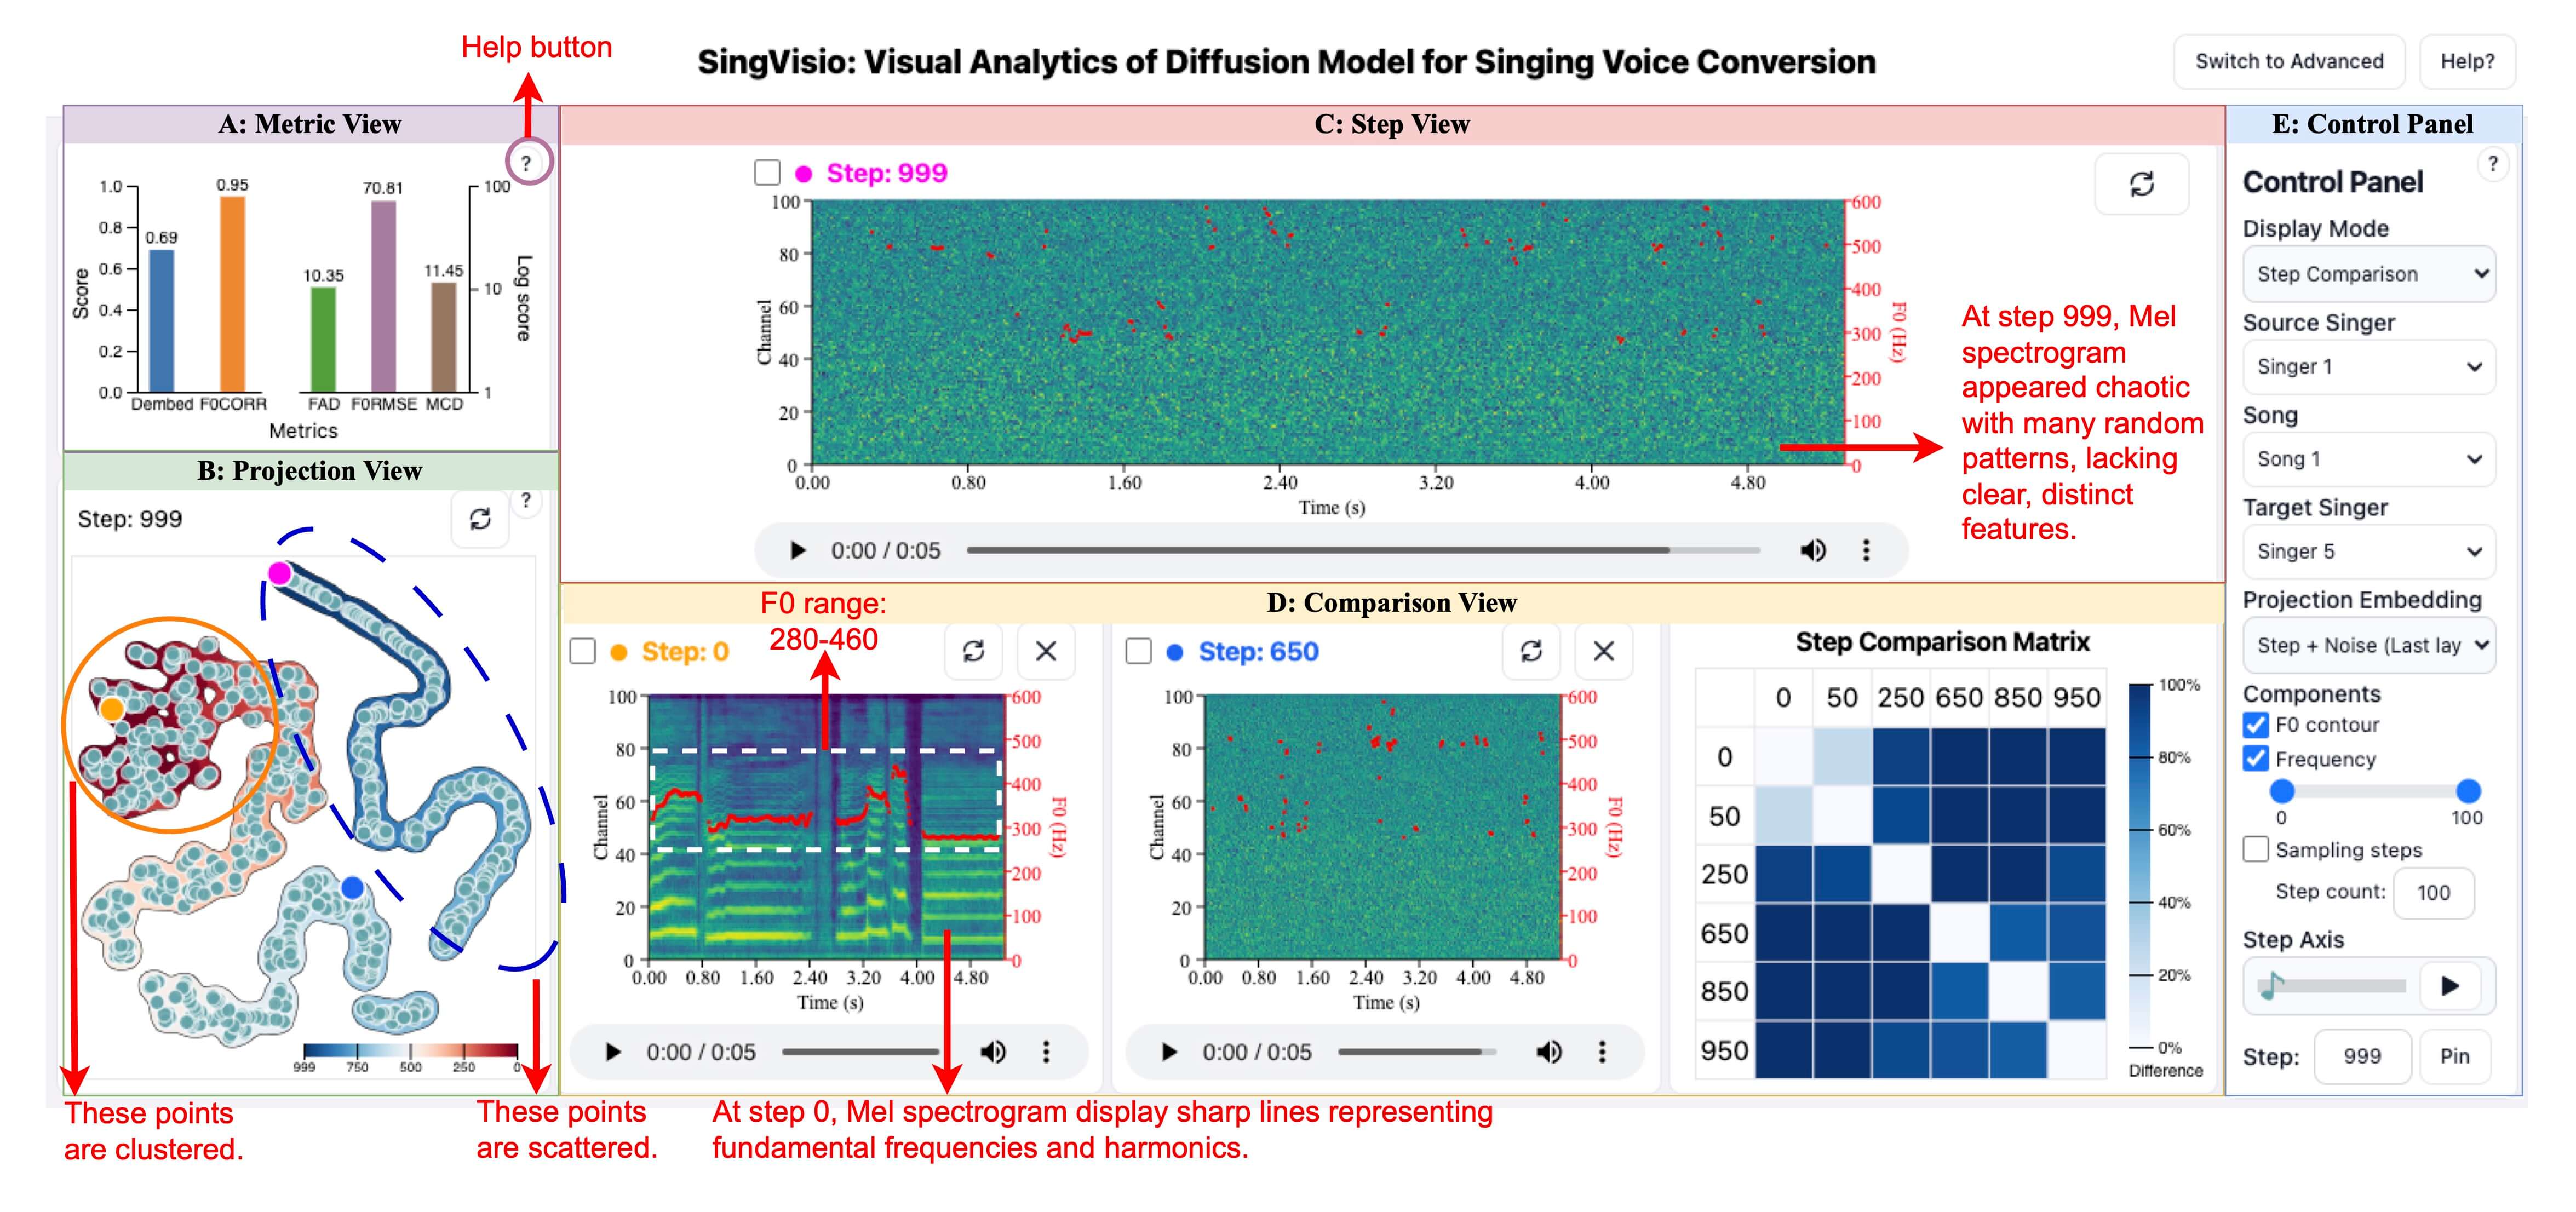 Help button
SingVisio: Visual Analytics of Diffusion Model for Singing Voice Conversion
Switch to Advanced
Help?
A: Metric View
?
1.0
0.8
0.6
0.4
0.2
0.0
Score
0.69
0.95
10.35
70.81
11.45
100
10
1
Log score
Dembed F0CORR FAD F0RMSE MCD
Metrics
B: Projection View
Step: 999
?
999 750 500 250 0
These points
are clustered.
These points
are scattered.
C: Step View
Step: 999
100
80
60
40
20
0
Channel
600
500
400
300
200
100
0
F0 (Hz)
0.00 0.80 1.60 2.40 3.20 4.00 4.80
Time (s)
0:00 / 0:05
At step 999, Mel
spectrogram
appeared chaotic
with many random
patterns, lacking
clear, distinct
features.
D: Comparison View
F0 range:
280-460
Step: 0
100
80
60
40
20
0
Channel
600
500
400
300
200
100
0
F0 (Hz)
0.00 0.80 1.60 2.40 3.20 4.00 4.80
Time (s)
0:00 / 0:05
At step 0, Mel spectrogram display sharp lines representing
fundamental frequencies and harmonics.
Step: 650
100
80
60
40
20
0
Channel
600
500
400
300
200
100
0
F0 (Hz)
0.00 0.80 1.60 2.40 3.20 4.00 4.80
Time (s)
0:00 / 0:05
Step Comparison Matrix
0 50 250 650 850 950
0
50
250
650
850
950
100%
80%
60%
40%
20%
0%
Difference
E: Control Panel
?
Control Panel
Display Mode
Step Comparison
Source Singer
Singer 1
Song
Song 1
Target Singer
Singer 5
Projection Embedding
Step + Noise (Last lay
Components
F0 contour
Frequency
0 100
Sampling steps
Step count: 100
Step Axis
Step: 999 Pin